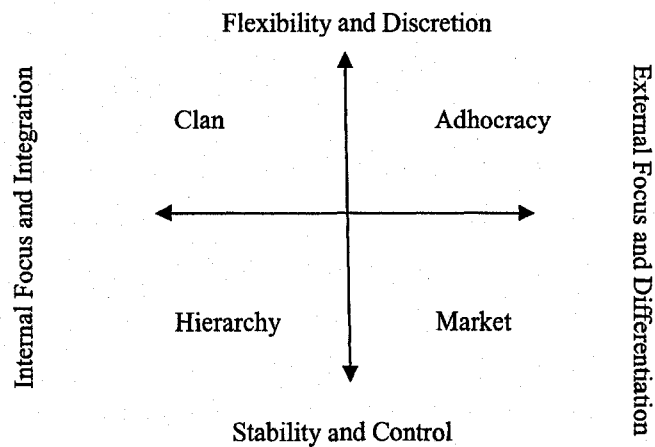 Flexibility and Discretion
Internal Focus and Integration
Clan
Adhocracy
External Focus and Differentiation
Hierarchy
Market
Stability and Control